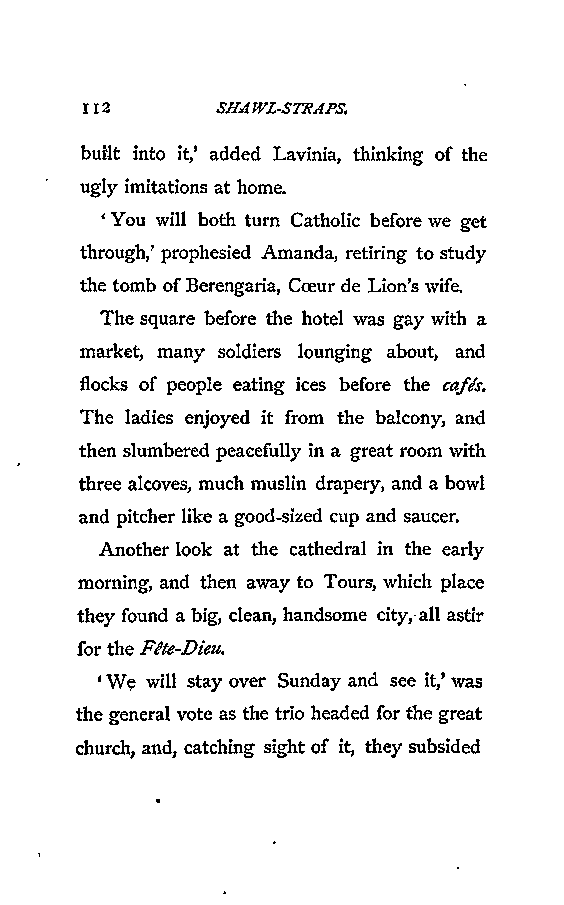 112 SHAWL-STRAPS.
built into it,' added Lavinia, thinking of the
ugly imitations at home.
'You will both turn Catholic before we get
through,' prophesied Amanda, retiring to study
the tomb of Berengaria, Cœur de Lion's wife.
The square before the hotel was gay with a
market, many soldiers lounging about, and
flocks of people eating ices before the cafés.
The ladies enjoyed it from the balcony, and
then slumbered peacefully in a great room with
three alcoves, much muslin drapery, and a bowl
and pitcher like a good-sized cup and saucer.
Another look at the cathedral in the early
morning, and then away to Tours, which place
they found a big, clean, handsome city, all astir
for the Fête-Dieu.
'We will stay over Sunday and see it,' was
the general vote as the trio headed for the great
church, and, catching sight of it, they subsided